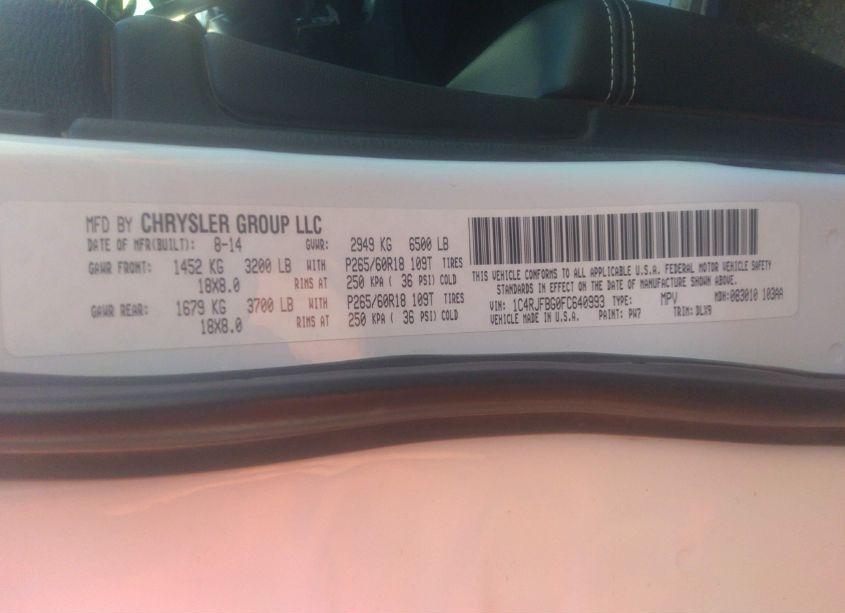 MFD BY CHRYSLER GROUP LLC
DATE OF MFR(BUILT): 8-14 GVWR: 2949 KG 6500 LB
GAWR FRONT: 1452 KG 3200 LB WITH P265/60R18 109T TIRES
18X8.0 RIMS AT 250 KPA ( 36 PSI) COLD
GAWR REAR: 1679 KG 3700 LB WITH P265/60R18 109T TIRES
18X8.0 RIMS AT 250 KPA ( 36 PSI) COLD
THIS VEHICLE CONFORMS TO ALL APPLICABLE U.S.A. FEDERAL MOTOR VEHICLE SAFETY
STANDARDS IN EFFECT ON THE DATE OF MANUFACTURE SHOWN ABOVE.
VIN: 1C4RJFBG0FC640993 TYPE: MPV MDH: 083010 103AA
VEHICLE MADE IN U.S.A. PAINT: PW7 TRIM: DLX9